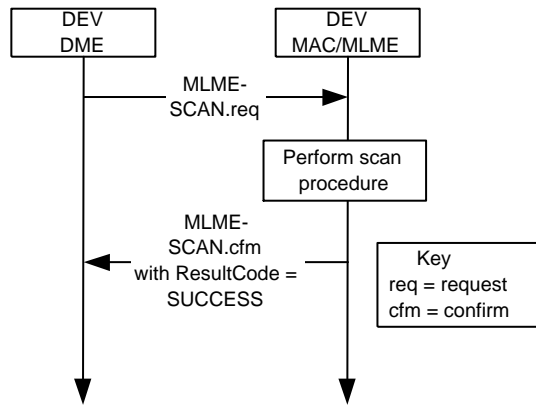 DEV
DME
DEV
MAC/MLME
MLME-
SCAN.req
Perform scan
procedure
MLME-
SCAN.cfm
with ResultCode =
SUCCESS
Key
req = request
cfm = confirm